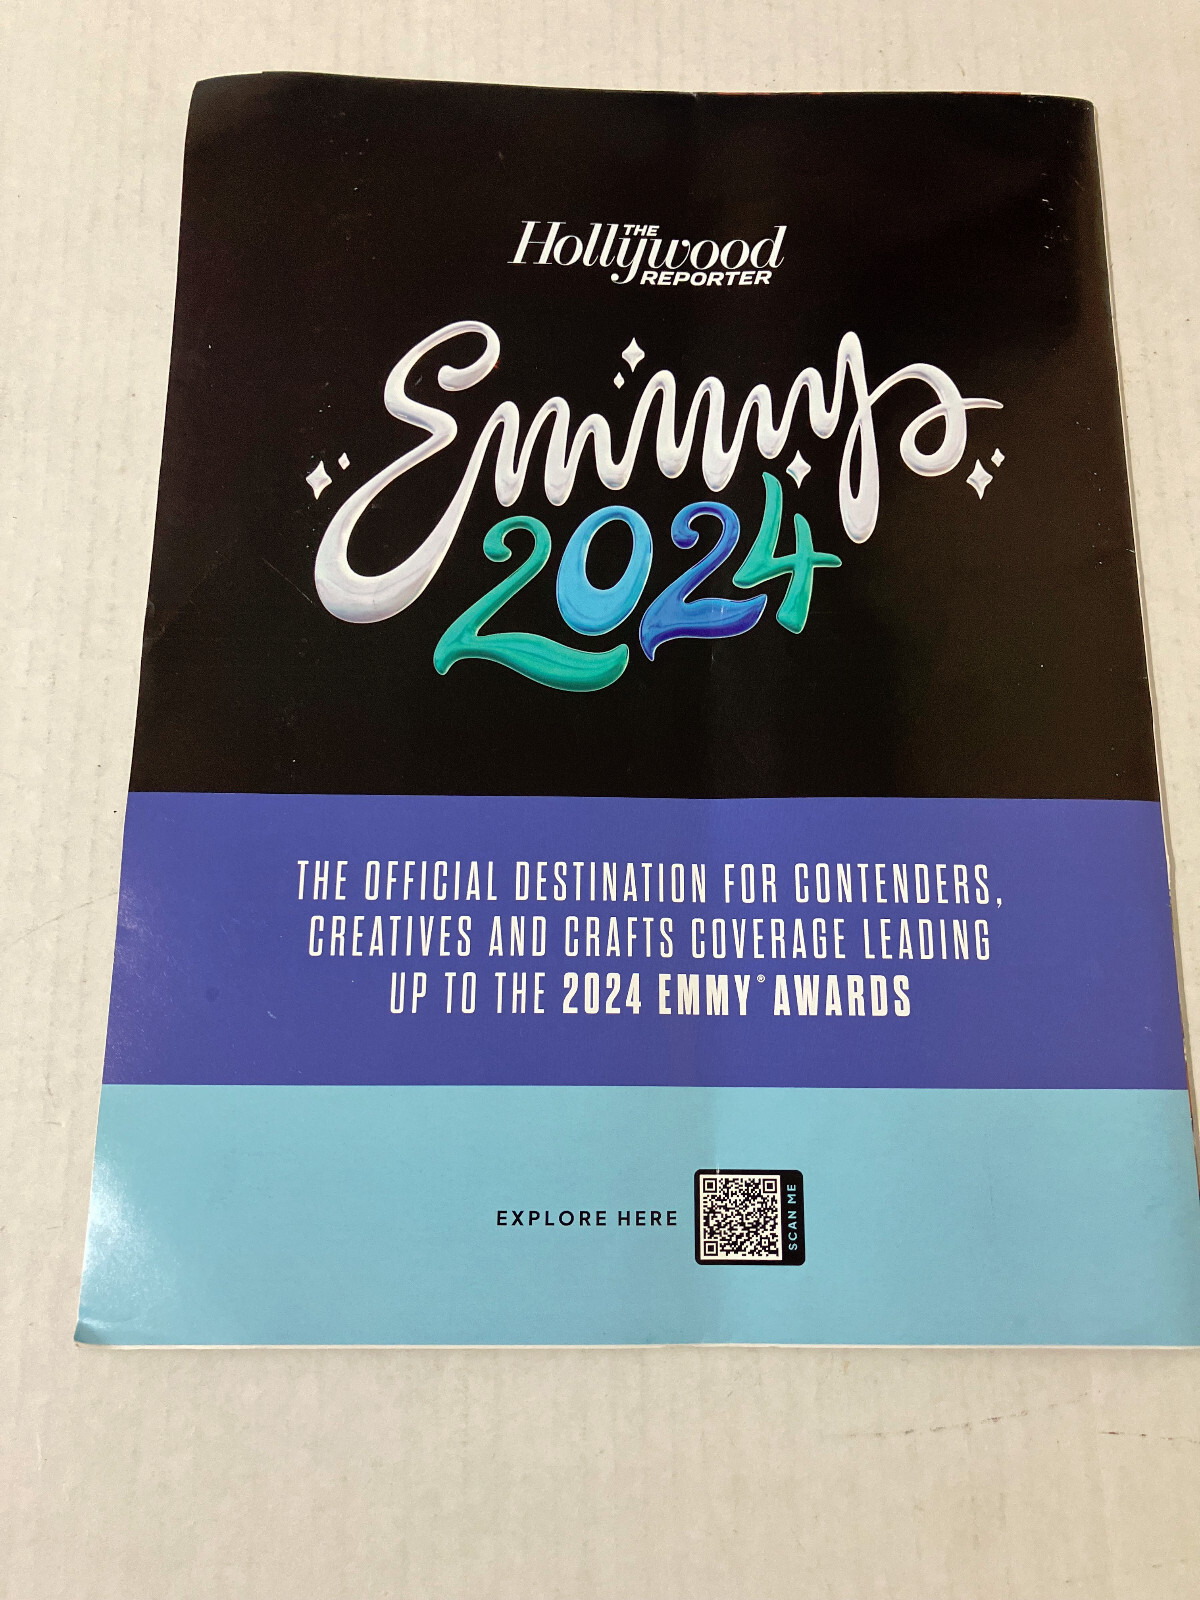 THE
Hollywood
REPORTER
Emmys
2024
THE OFFICIAL DESTINATION FOR CONTENDERS,
CREATIVES AND CRAFTS COVERAGE LEADING
UP TO THE 2024 EMMY® AWARDS
EXPLORE HERE
SCAN ME